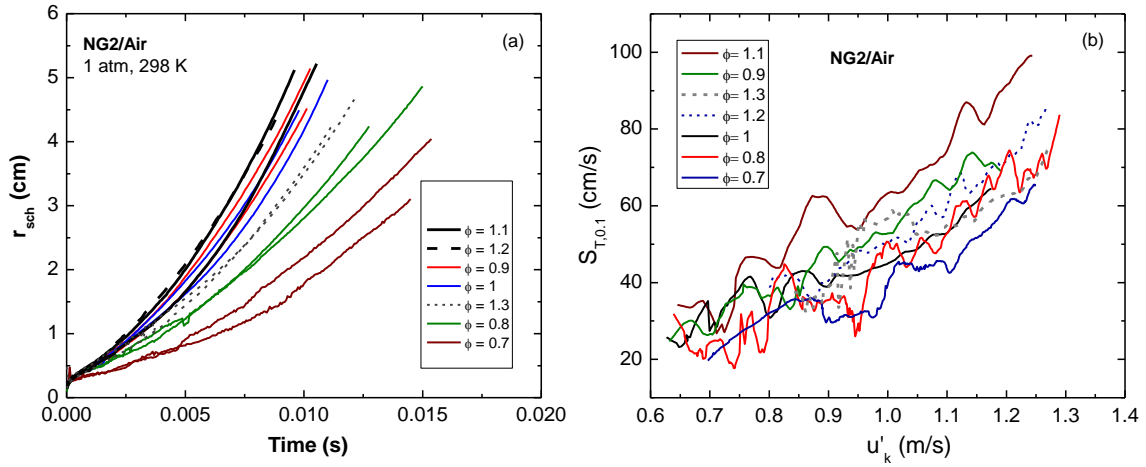 NG2/Air
1 atm, 298 K
(a)
r_sch (cm)
6
5
4
3
2
1
0
ϕ = 1.1
ϕ = 1.2
ϕ = 0.9
ϕ = 1
ϕ = 1.3
ϕ = 0.8
ϕ = 0.7
0.000 0.005 0.010 0.015 0.020
Time (s)
(b)
NG2/Air
S_T,0.1 (cm/s)
100
80
60
40
20
ϕ= 1.1
ϕ= 0.9
ϕ= 1.3
ϕ= 1.2
ϕ= 1
ϕ= 0.8
ϕ= 0.7
0.6 0.7 0.8 0.9 1.0 1.1 1.2 1.3 1.4
u'_k (m/s)